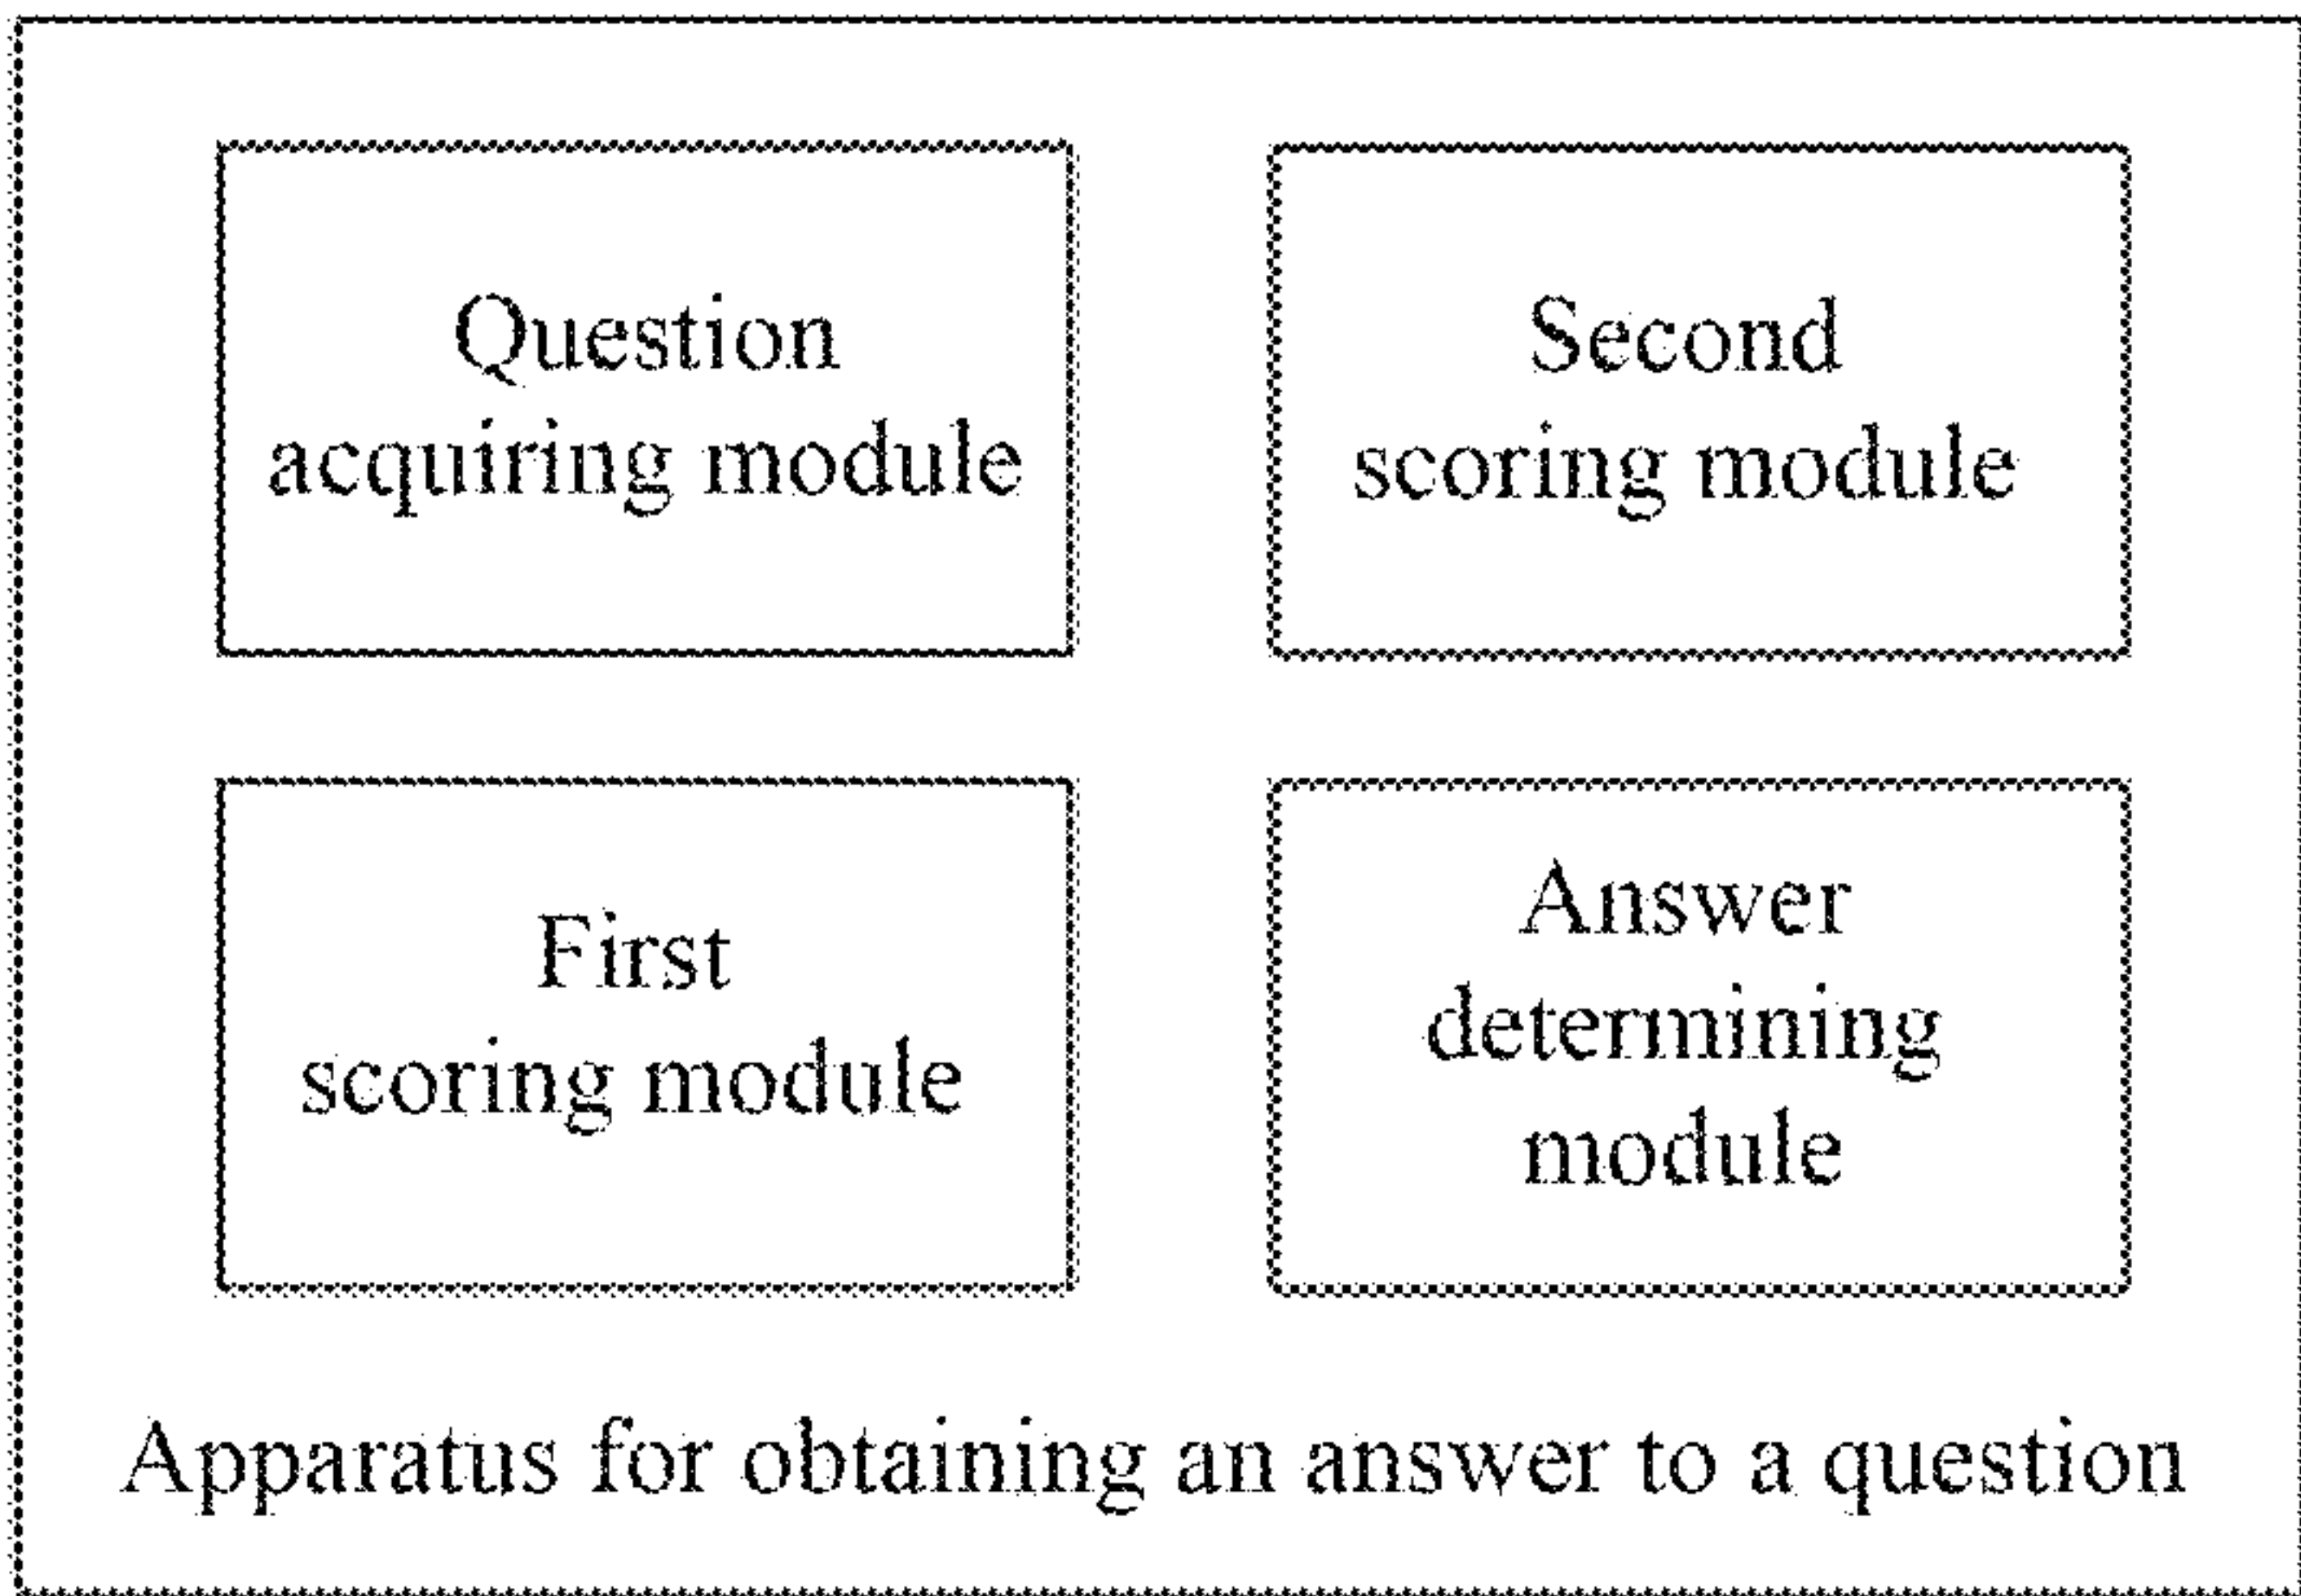 Question
acquiring module
Second
scoring module
First
scoring module
Answer
determining
module
Apparatus for obtaining an answer to a question